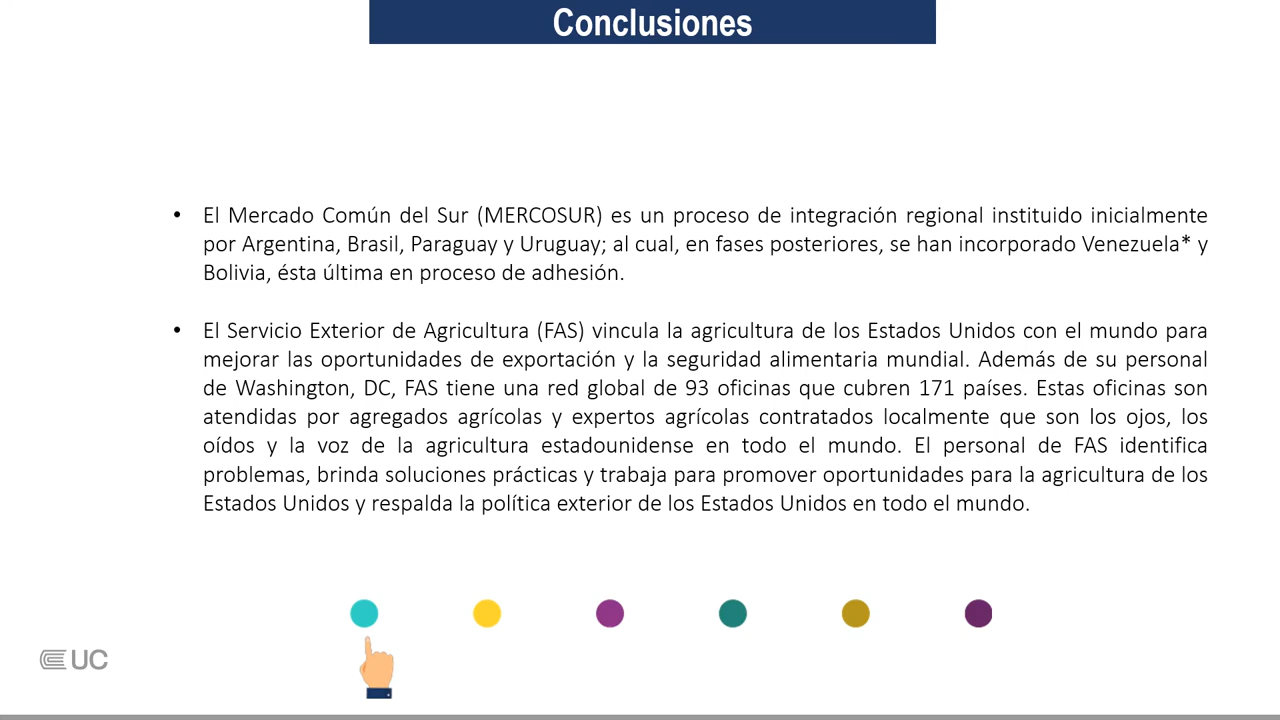 Conclusiones
• El Mercado Común del Sur (MERCOSUR) es un proceso de integración regional instituido inicialmente
por Argentina, Brasil, Paraguay y Uruguay; al cual, en fases posteriores, se han incorporado Venezuela* y
Bolivia, ésta última en proceso de adhesión.
• El Servicio Exterior de Agricultura (FAS) vincula la agricultura de los Estados Unidos con el mundo para
mejorar las oportunidades de exportación y la seguridad alimentaria mundial. Además de su personal
de Washington, DC, FAS tiene una red global de 93 oficinas que cubren 171 países. Estas oficinas son
atendidas por agregados agrícolas y expertos agrícolas contratados localmente que son los ojos, los
oídos y la voz de la agricultura estadounidense en todo el mundo. El personal de FAS identifica
problemas, brinda soluciones prácticas y trabaja para promover oportunidades para la agricultura de los
Estados Unidos y respalda la política exterior de los Estados Unidos en todo el mundo.
UC